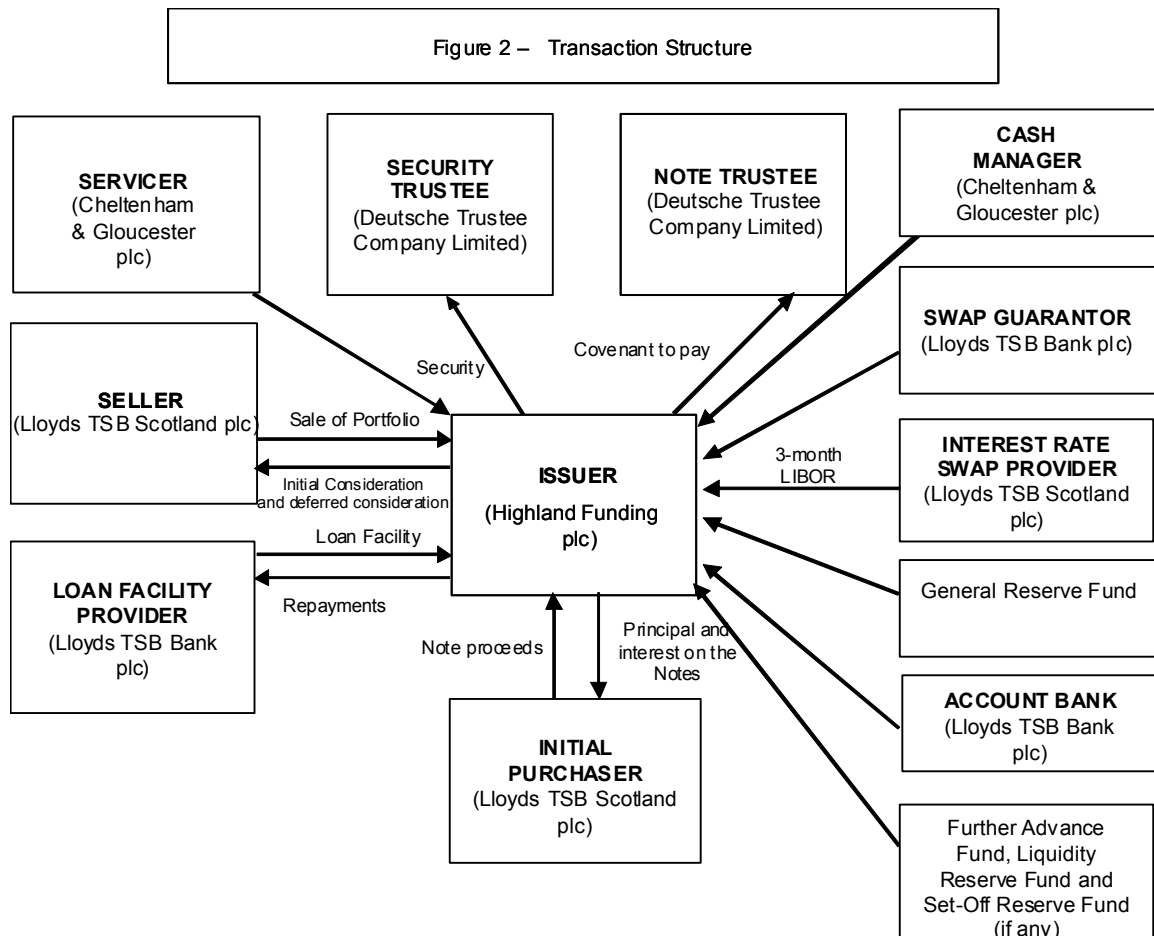 Figure 2 – Transaction Structure
SERVICER
(Cheltenham
& Gloucester
plc)
SECURITY
TRUSTEE
(Deutsche Trustee
Company Limited)
NOTE TRUSTEE
(Deutsche Trustee
Company Limited)
CASH
MANAGER
(Cheltenham &
Gloucester plc)
SWAP GUARANTOR
(Lloyds TSB Bank plc)
Security
Covenant to pay
SELLER
(Lloyds TSB Scotland plc)
Sale of Portfolio
Initial Consideration
and deferred consideration
ISSUER
(Highland Funding
plc)
3-month
LIBOR
INTEREST RATE
SWAP PROVIDER
(Lloyds TSB Scotland
plc)
Loan Facility
LOAN FACILITY
PROVIDER
(Lloyds TSB Bank
plc)
Repayments
General Reserve Fund
Note proceeds
Principal and
interest on the
Notes
ACCOUNT BANK
(Lloyds TSB Bank
plc)
INITIAL
PURCHASER
(Lloyds TSB Scotland
plc)
Further Advance
Fund, Liquidity
Reserve Fund and
Set-Off Reserve Fund
(if any)